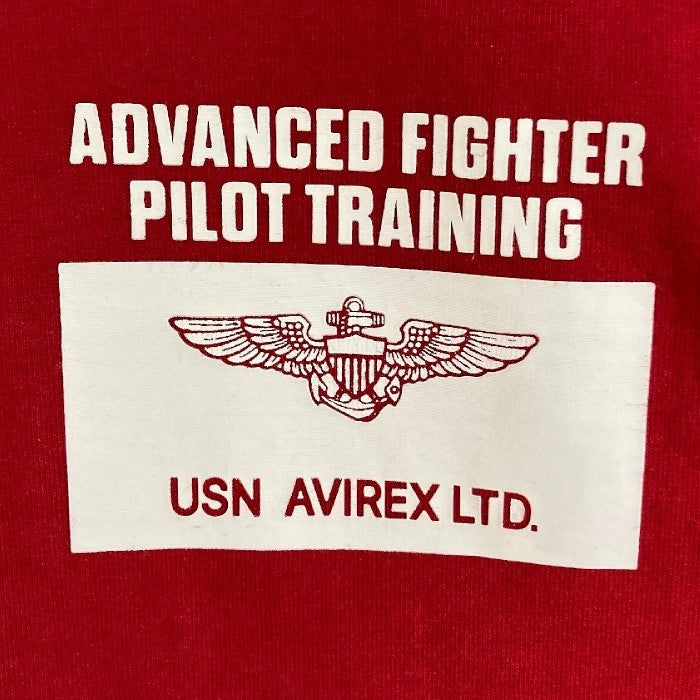 ADVANCED FIGHTER
PILOT TRAINING
USN AVIREX LTD.